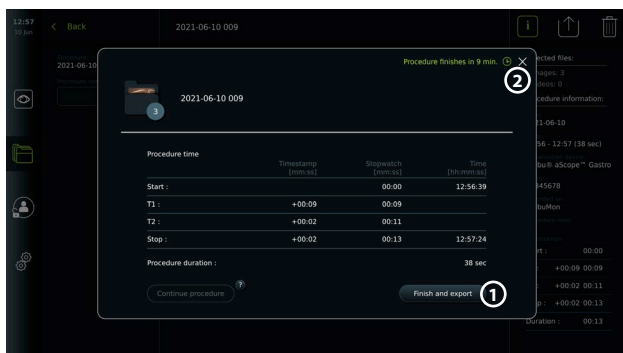 12:57
10 Jun
Back
2021-06-10 009
i
Procedure finishes in 9 min.
2
ected files:
2021-06-10
ages: 3
deos: 0
2021-06-10 009
3
cedure information:
21-06-10
Procedure time
56 - 12:57 (38 sec)
Timestamp Stopwatch Time
[mm:ss] [mm:ss] [hh:mm:ss]
bu® aScope™ Gastro
Start : 00:00 12:56:39
345678
T1 : +00:09 00:09
buMon
T2 : +00:02 00:11
Stop : +00:02 00:13 12:57:24
rt : 00:00
Procedure duration : 38 sec
: +00:09 00:09
: +00:02 00:11
Continue procedure ? Finish and export 1
p : +00:02 00:13
Duration : 00:13